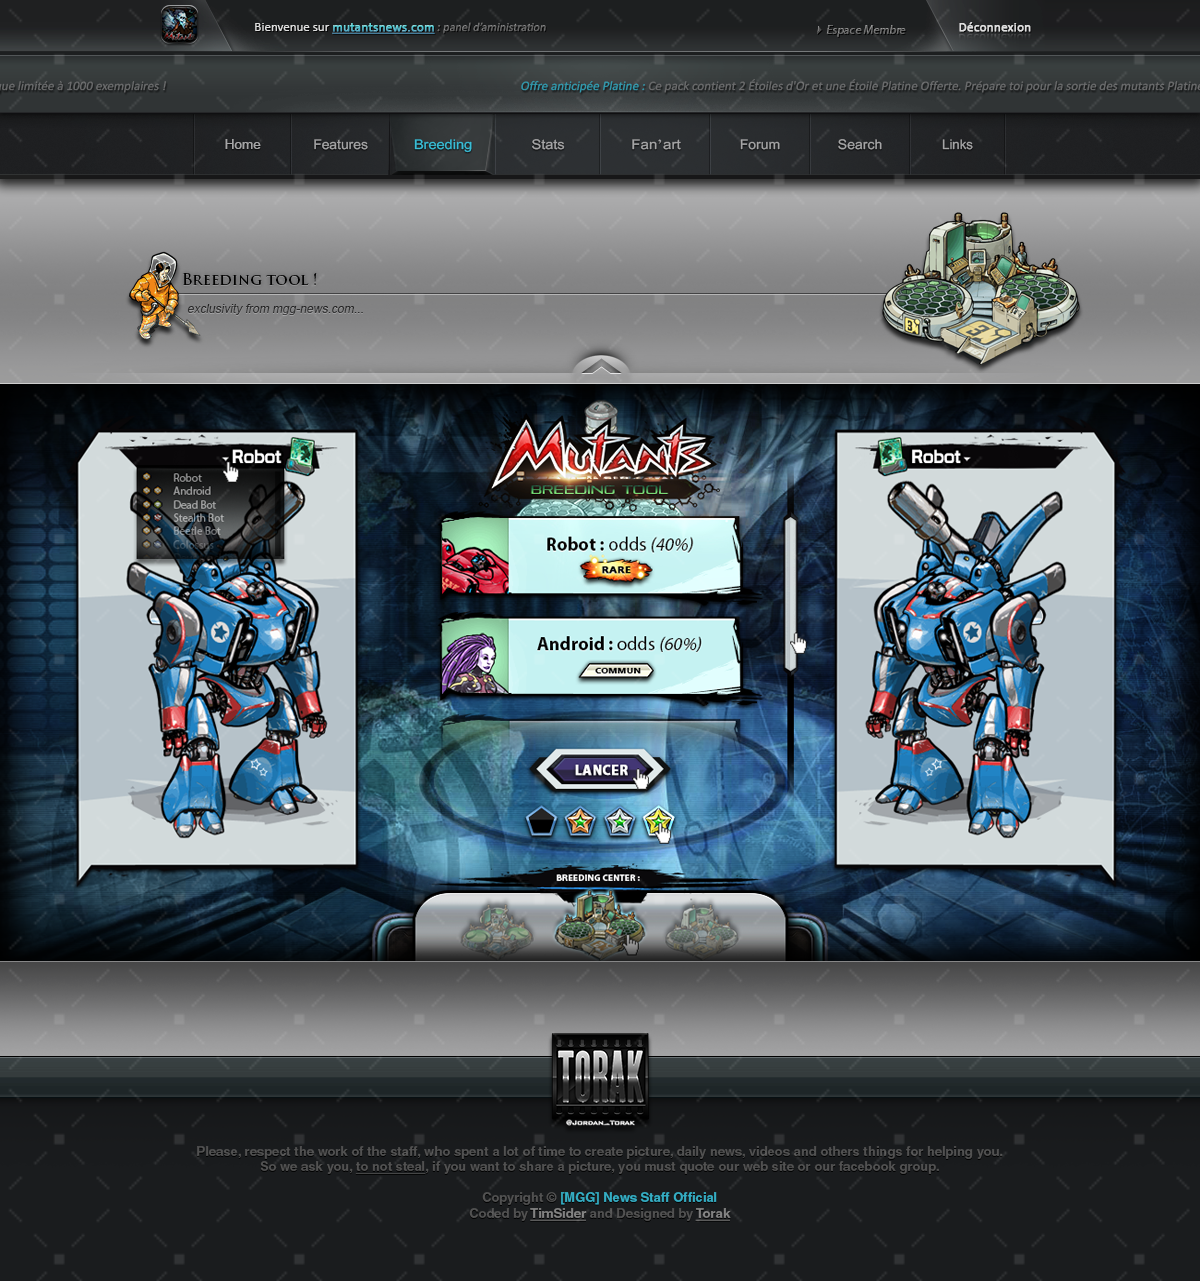 Bienvenue sur mutantsnews.com : panel d'aministration
Espace Membre
Déconnexion
que limitée à 1000 exemplaires !
Offre anticipée Platine : Ce pack contient 2 Étoiles d'Or et une Étoile Platine Offerte. Prépare toi pour la sortie des mutants Platine
Home
Features
Breeding
Stats
Fan'art
Forum
Search
Links
Breeding tool !
exclusivity from mgg-news.com...
Mutants
BREEDING TOOL
Robot
Robot
Android
Dead Bot
Stealth Bot
Beetle Bot
Colossus
Robot
Robot : odds (40%)
RARE
Android : odds (60%)
COMMUN
LANCER
BREEDING CENTER :
TORAK
@Jordan_Torak
Please, respect the work of the staff, who spent a lot of time to create picture, daily news, videos and others things for helping you.
So we ask you, to not steal, if you want to share a picture, you must quote our web site or our facebook group.
Copyright © [MGG] News Staff Official
Coded by TimSider and Designed by Torak